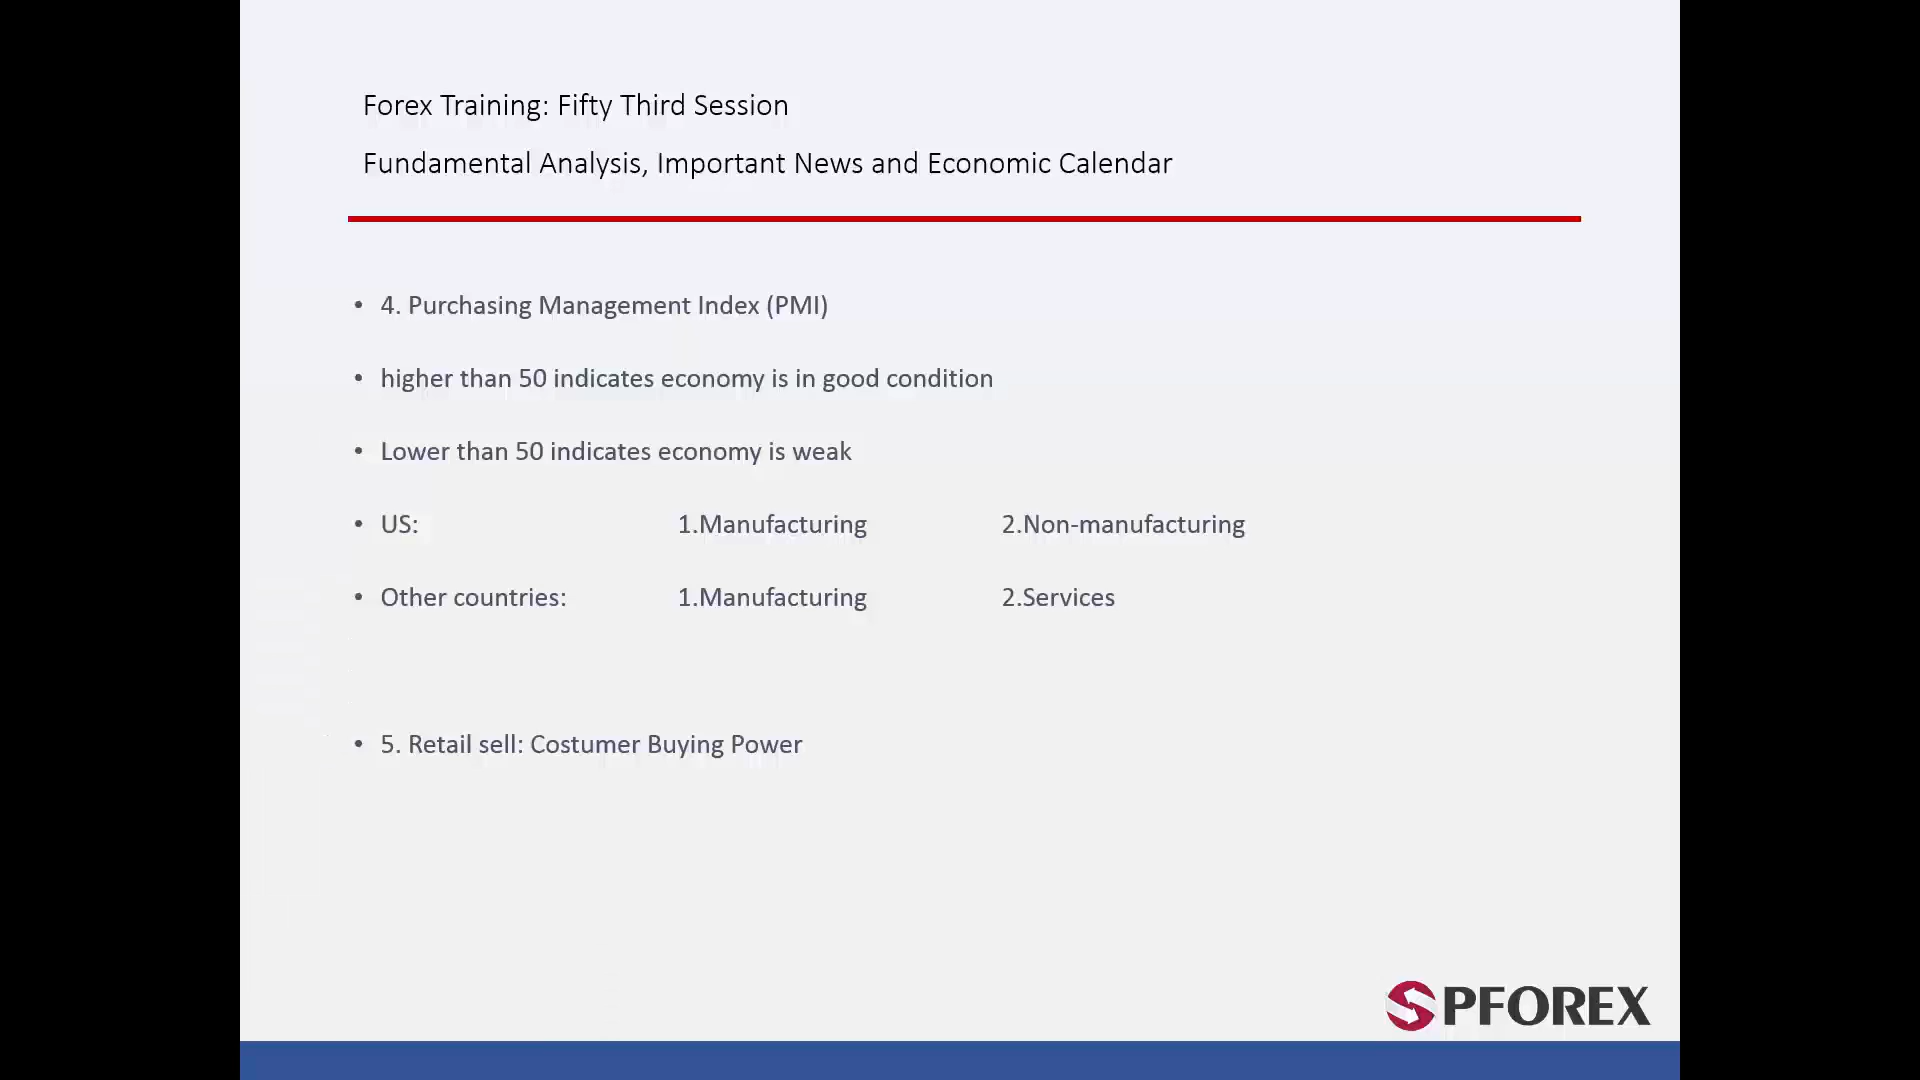 Forex Training: Fifty Third Session
Fundamental Analysis, Important News and Economic Calendar
• 4. Purchasing Management Index (PMI)
• higher than 50 indicates economy is in good condition
• Lower than 50 indicates economy is weak
• US: 1.Manufacturing 2.Non-manufacturing
• Other countries: 1.Manufacturing 2.Services
• 5. Retail sell: Costumer Buying Power
PFOREX